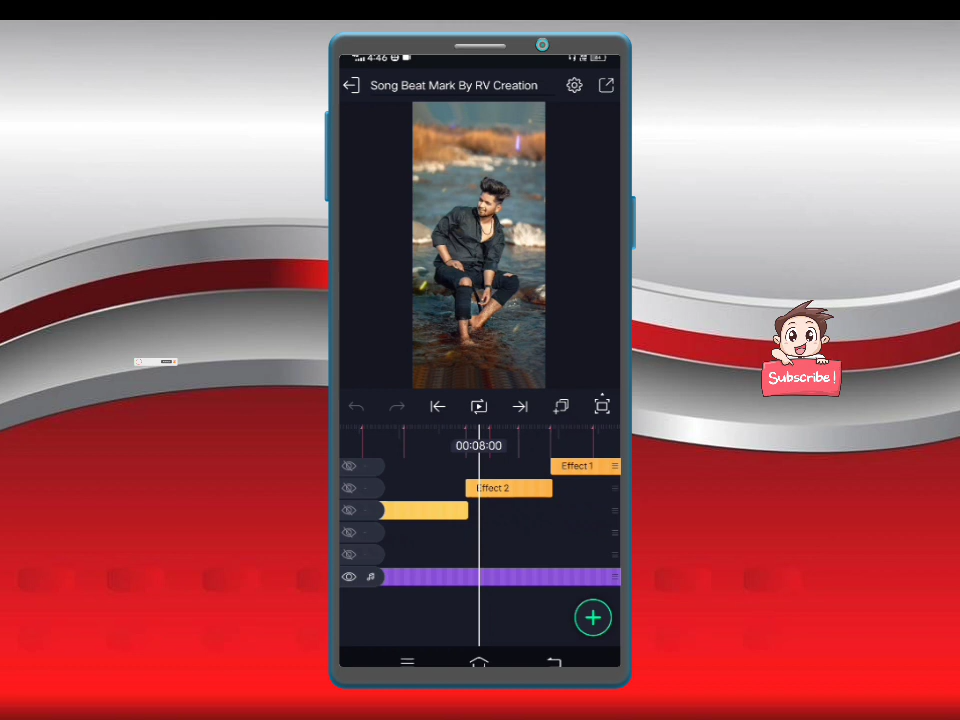 4:46
Song Beat Mark By RV Creation
00:08:00
Effect 1
Effect 2
Subscribe!